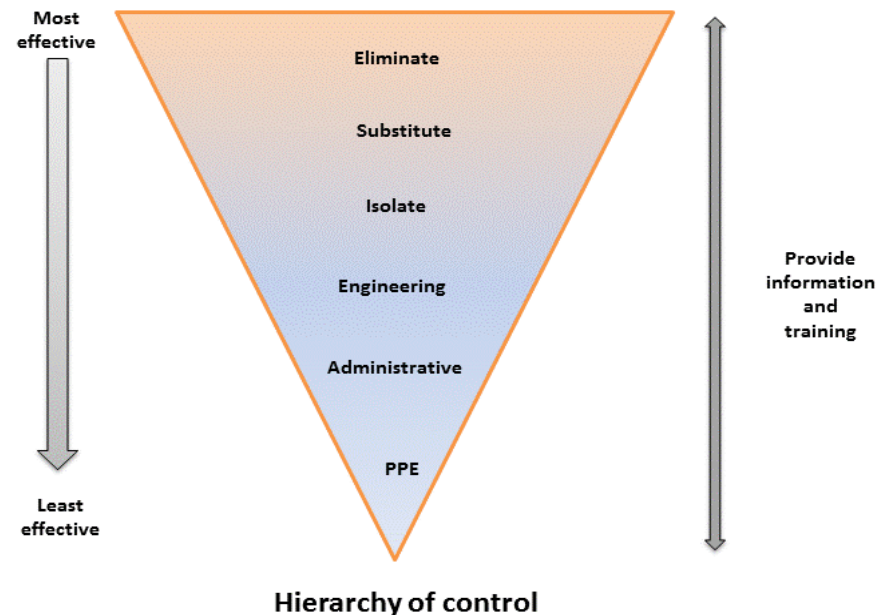 Most
effective
Eliminate
Substitute
Isolate
Engineering
Administrative
PPE
Least
effective
Provide
information
and
training
Hierarchy of control